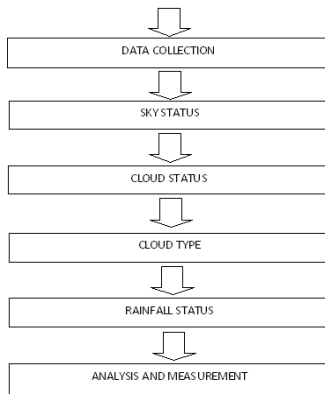 DATA COLLECTION
SKY STATUS
CLOUD STATUS
CLOUD TYPE
RAINFALL STATUS
ANALYSIS AND MEASUREMENT